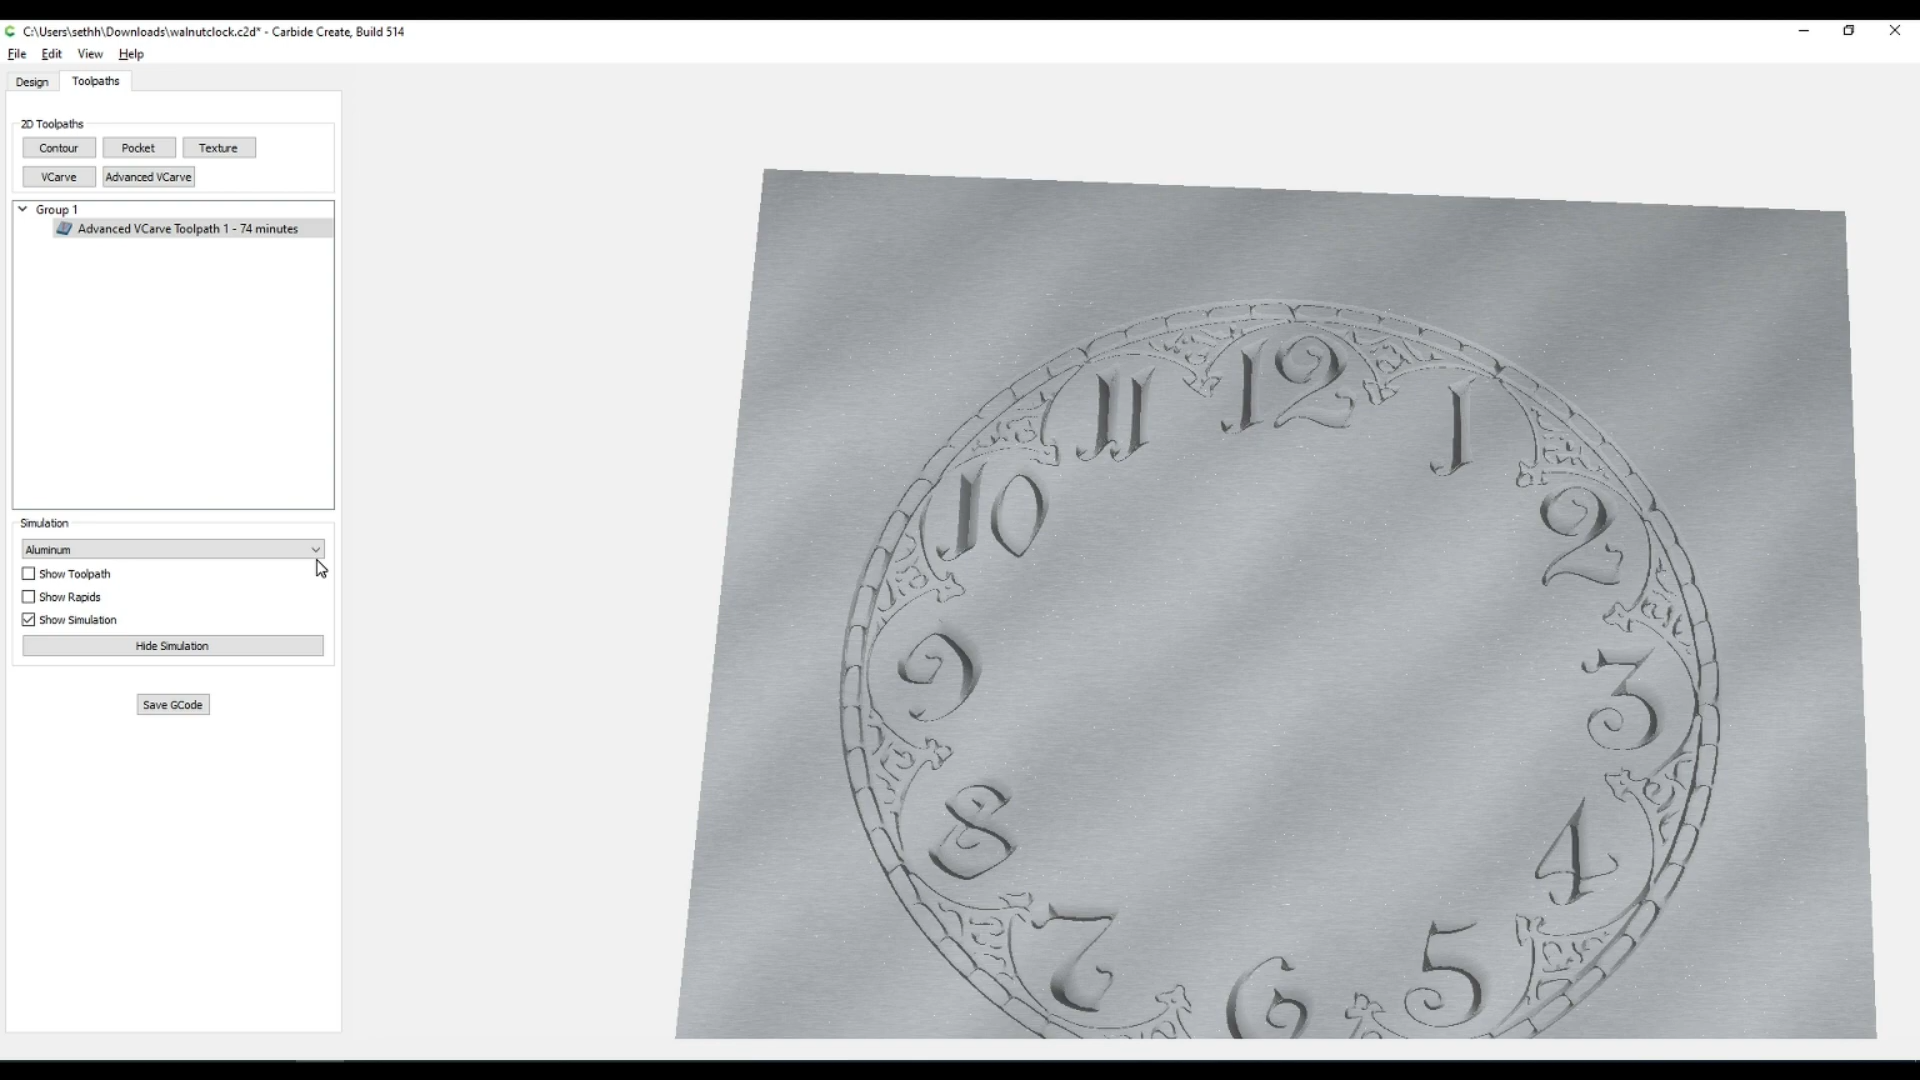 C:\Users\sethh\Downloads\walnutclock.c2d* - Carbide Create, Build 514
File Edit View Help
Design Toolpaths
2D Toolpaths
Contour Pocket Texture
VCarve Advanced VCarve
Group 1
Advanced VCarve Toolpath 1 - 74 minutes
Simulation
Aluminum
Show Toolpath
Show Rapids
Show Simulation
Hide Simulation
Save GCode
12
11
1
10
2
9
3
8
4
7
5
6